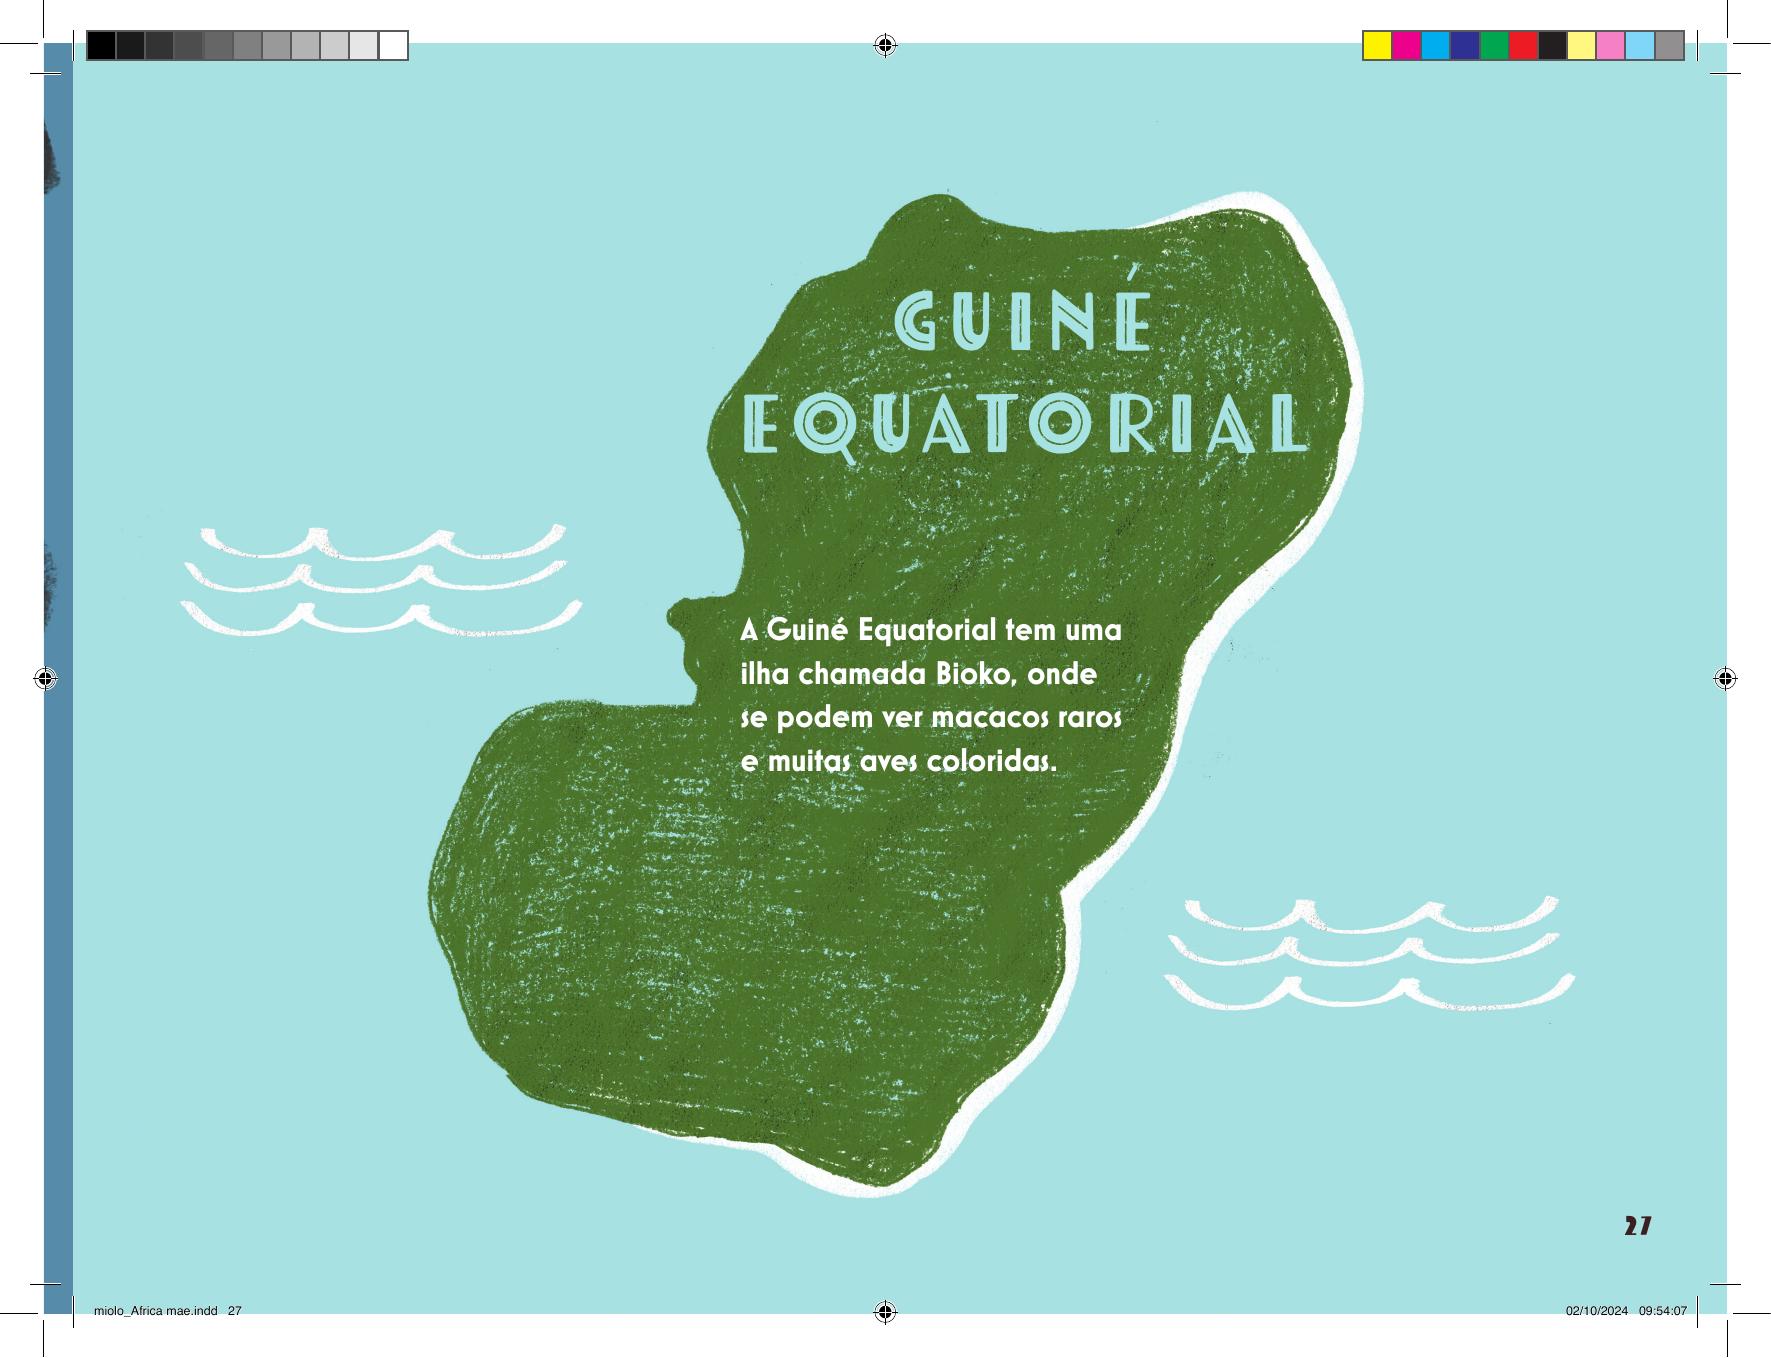 GUINÉ
EQUATORIAL
A Guiné Equatorial tem uma
ilha chamada Bioko, onde
se podem ver macacos raros
e muitas aves coloridas.
27
miolo_Africa mae.indd   27
02/10/2024   09:54:07